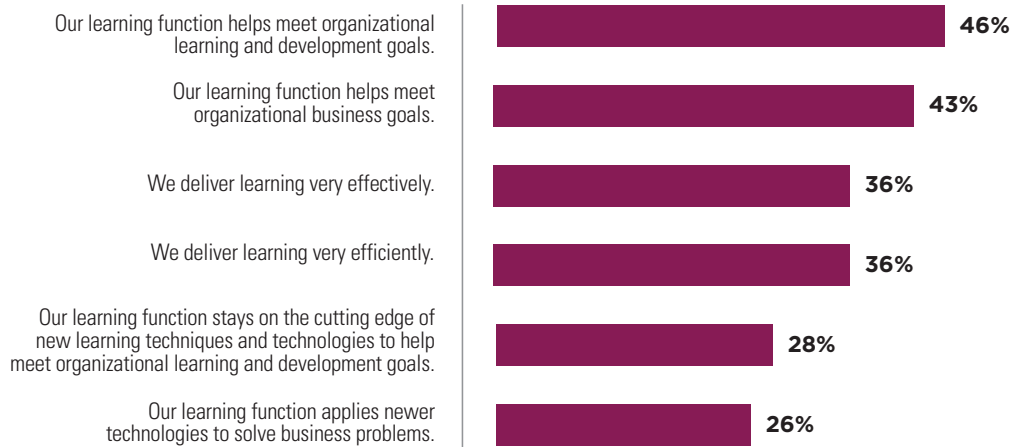 Our learning function helps meet organizational
learning and development goals.
46%
Our learning function helps meet
organizational business goals.
43%
We deliver learning very effectively.
36%
We deliver learning very efficiently.
36%
Our learning function stays on the cutting edge of
new learning techniques and technologies to help
meet organizational learning and development goals.
28%
Our learning function applies newer
technologies to solve business problems.
26%